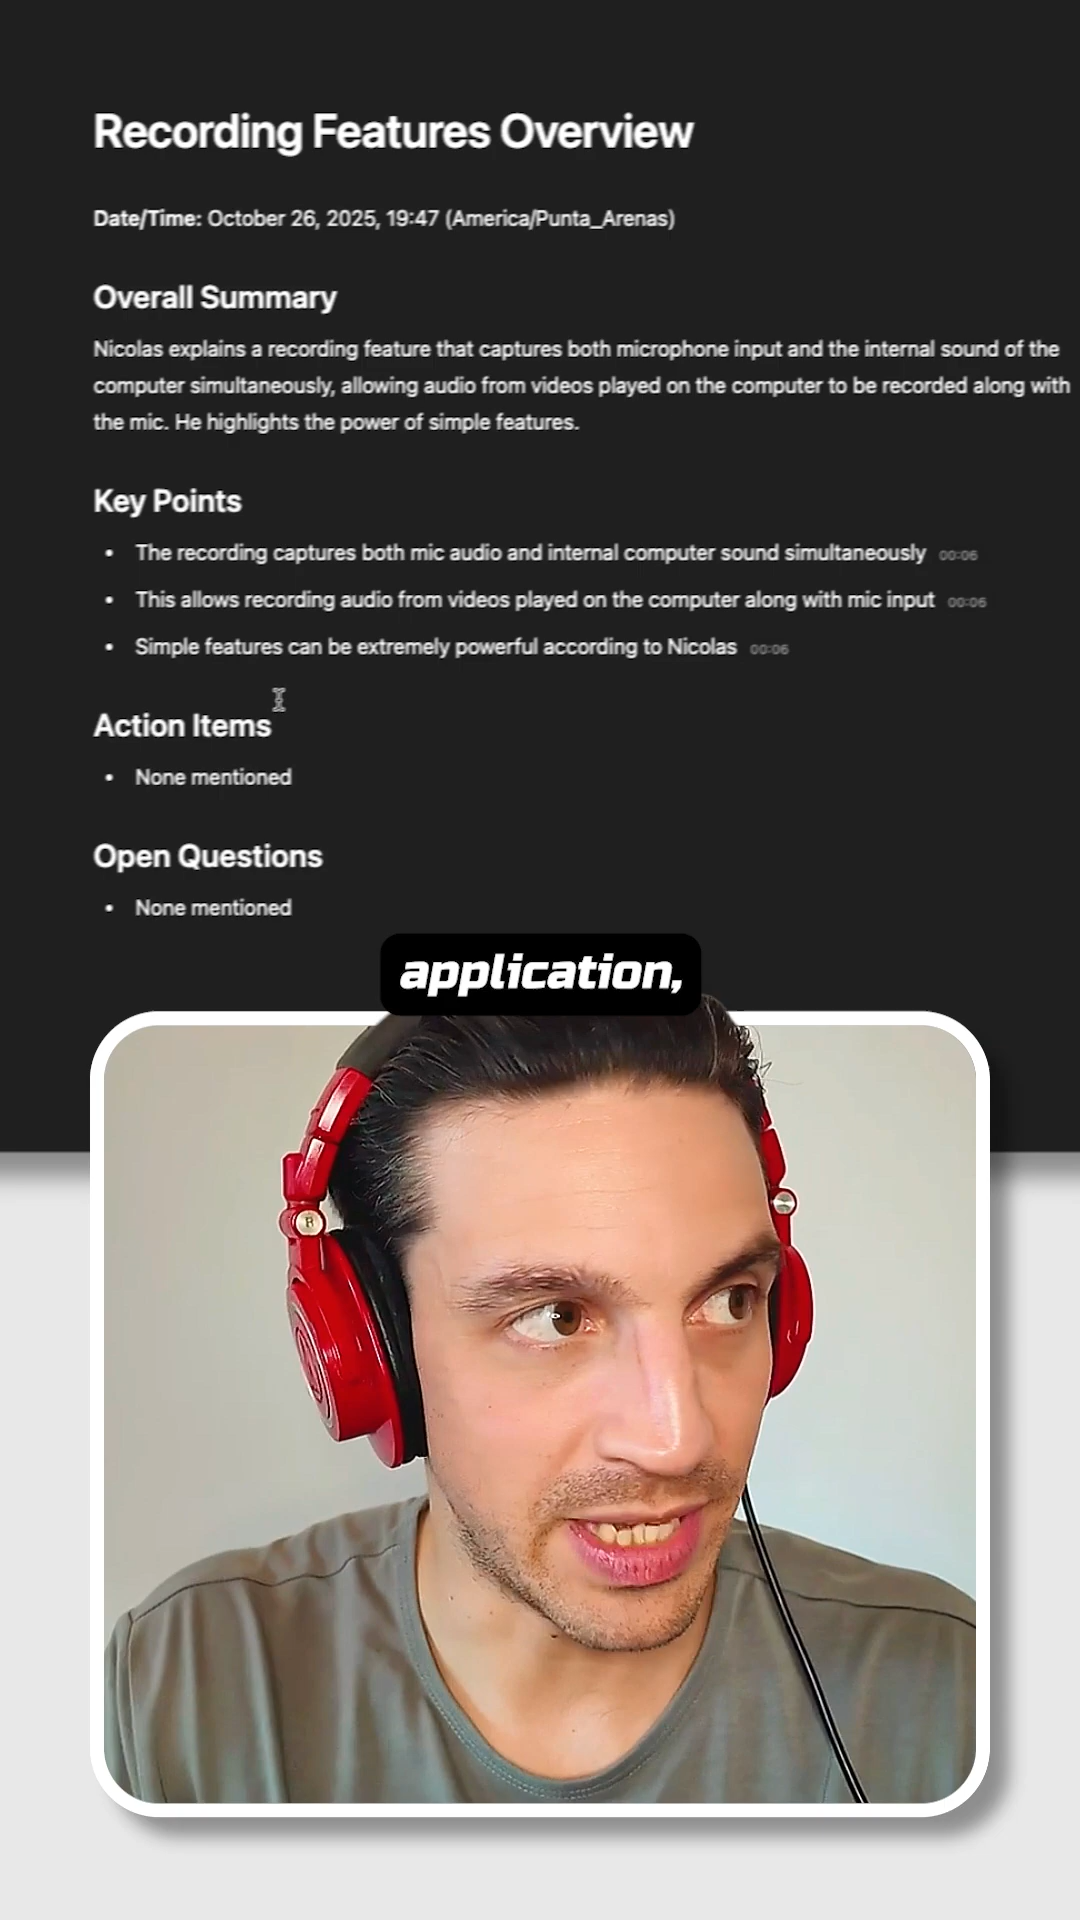 Recording Features Overview
Date/Time: October 26, 2025, 19:47 (America/Punta_Arenas)
Overall Summary
Nicolas explains a recording feature that captures both microphone input and the internal sound of the
computer simultaneously, allowing audio from videos played on the computer to be recorded along with
the mic. He highlights the power of simple features.
Key Points
• The recording captures both mic audio and internal computer sound simultaneously 00:06
• This allows recording audio from videos played on the computer along with mic input 00:06
• Simple features can be extremely powerful according to Nicolas 00:06
Action Items
• None mentioned
Open Questions
• None mentioned
application,
R